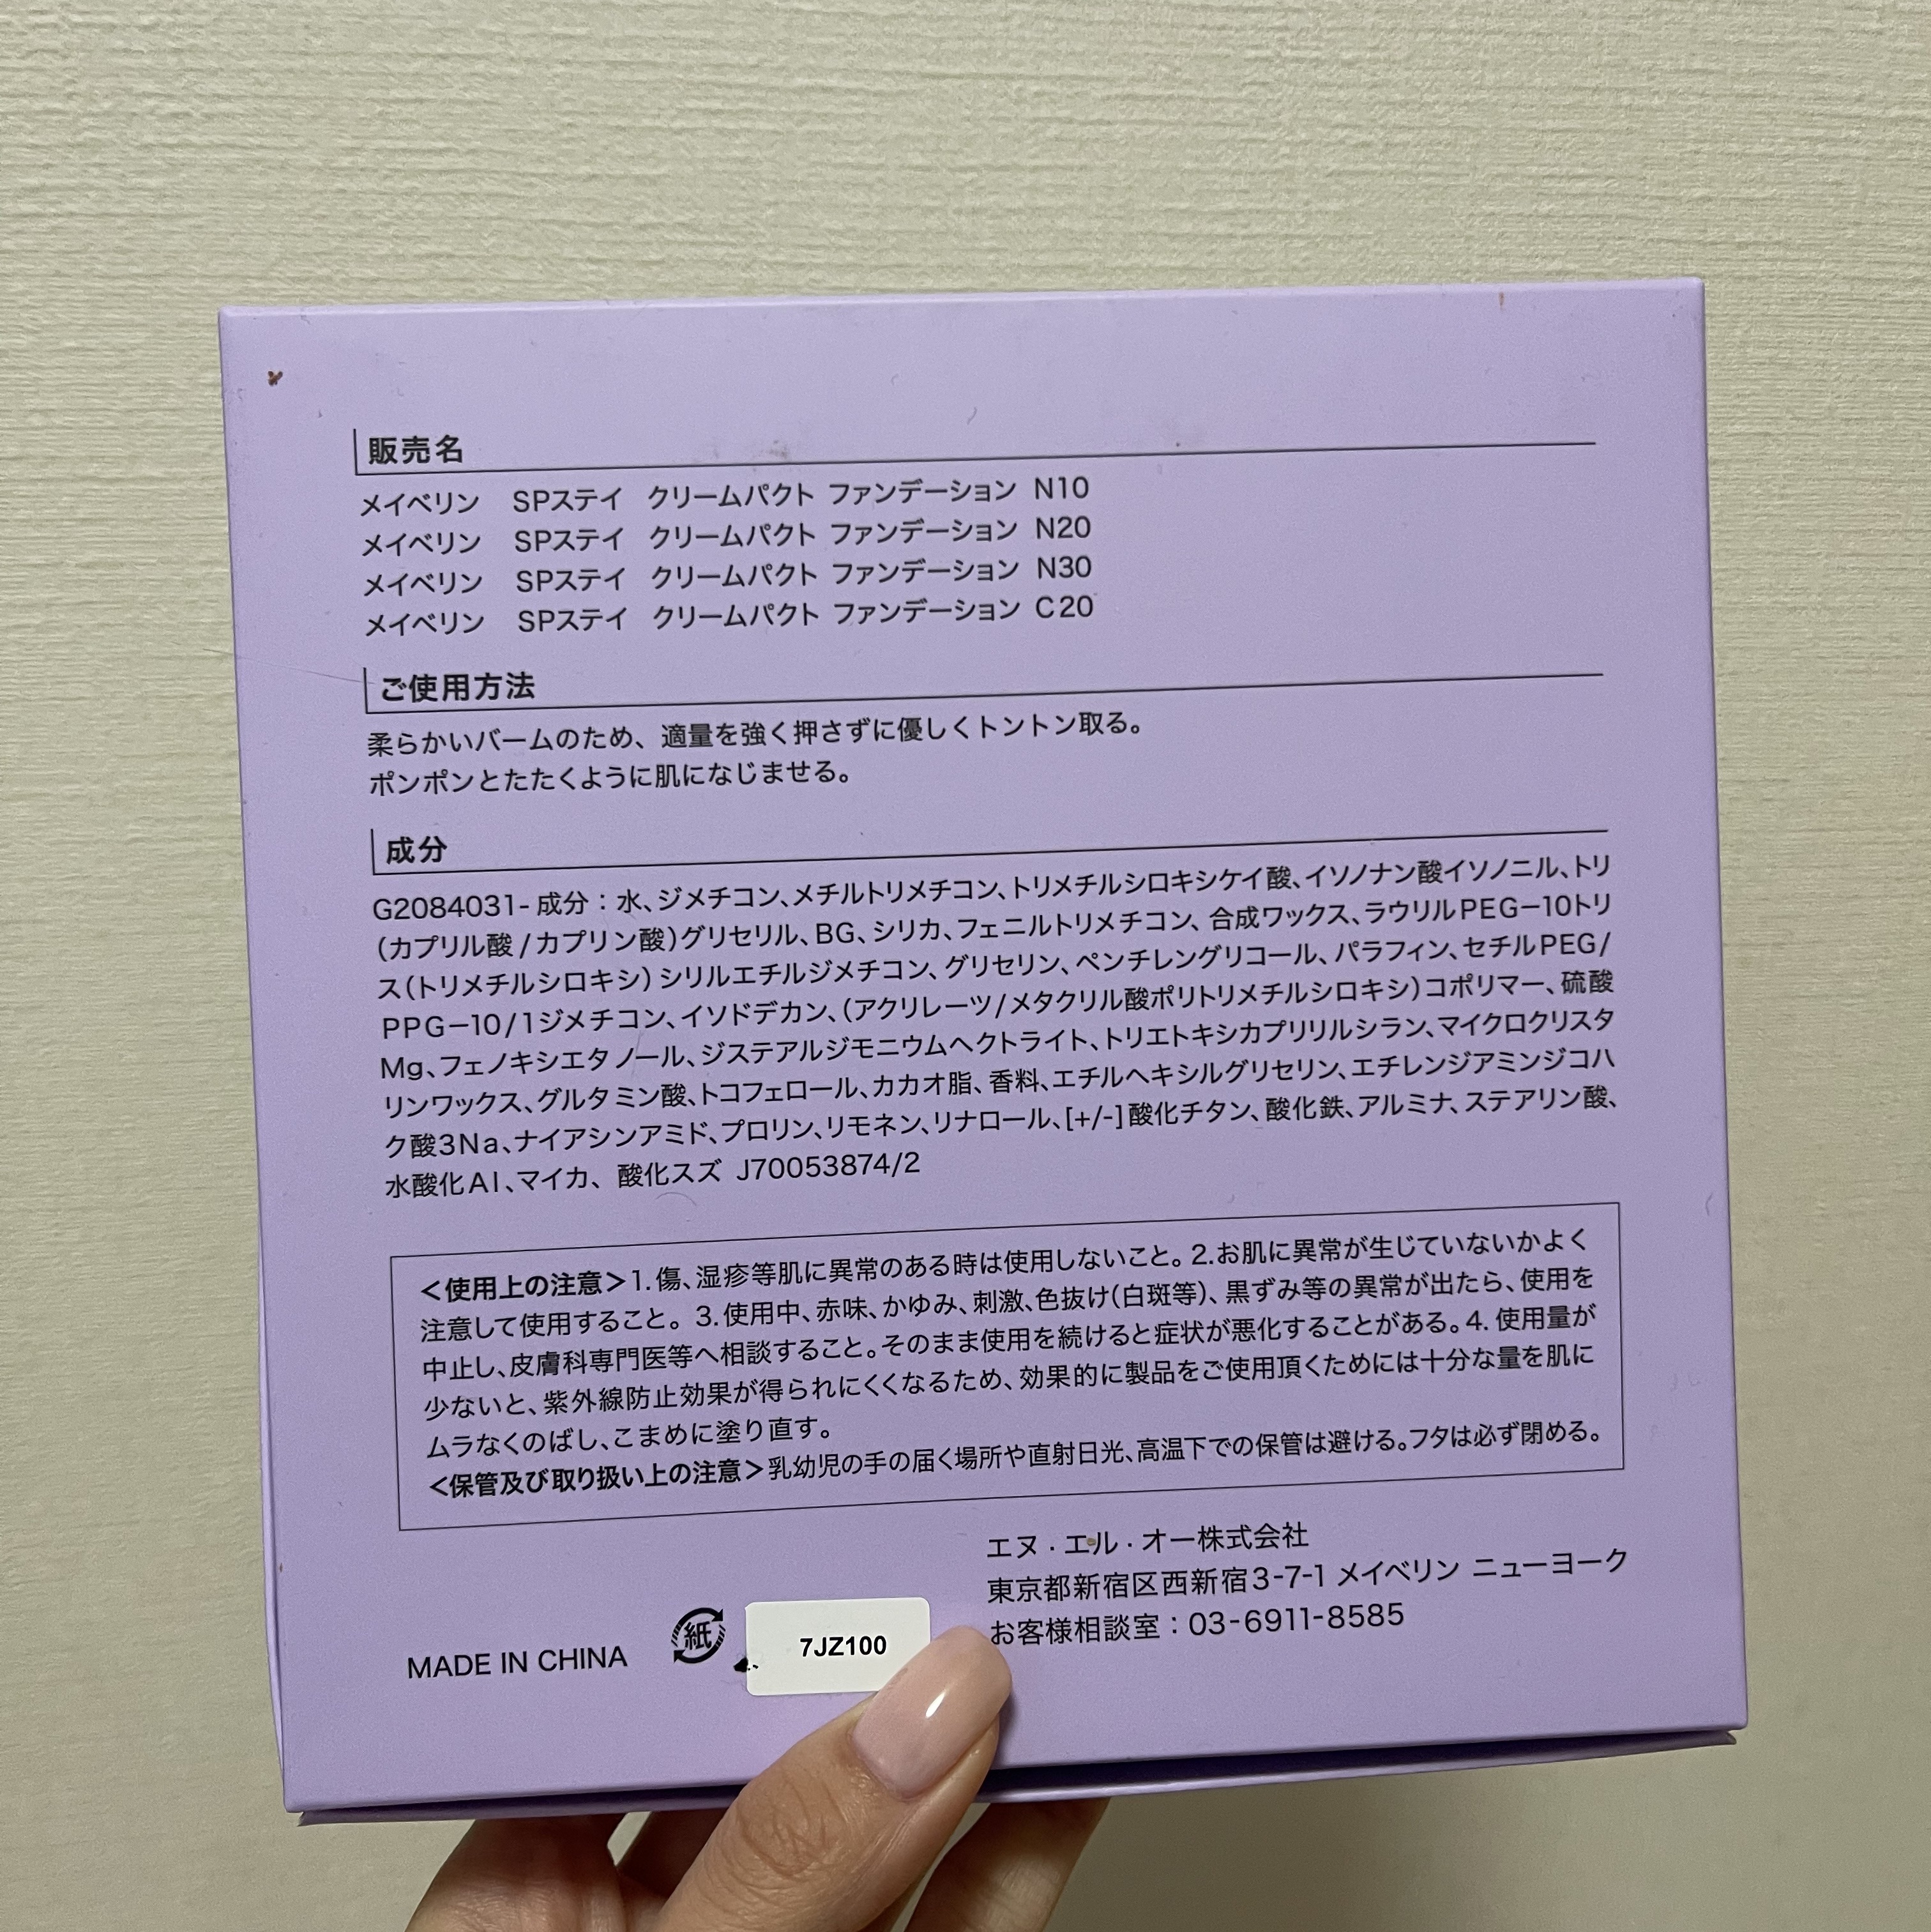 販売名
メイベリン SPステイ クリームパクト ファンデーション N10
メイベリン SPステイ クリームパクト ファンデーション N20
メイベリン SPステイ クリームパクト ファンデーション N30
メイベリン SPステイ クリームパクト ファンデーション C20
ご使用方法
柔らかいバームのため、適量を強く押さずに優しくトントン取る。
ポンポンとたたくように肌になじませる。
成分
G2084031- 成分：水、ジメチコン、メチルトリメチコン、トリメチルシロキシケイ酸、イソノナン酸イソノニル、トリ
(カプリル酸/カプリン酸)グリセリル、BG、シリカ、フェニルトリメチコン、合成ワックス、ラウリルPEG－10トリ
ス(トリメチルシロキシ)シリルエチルジメチコン、グリセリン、ペンチレングリコール、パラフィン、セチルPEG/
PPG－10/1ジメチコン、イソドデカン、(アクリレーツ/メタクリル酸ポリトリメチルシロキシ)コポリマー、硫酸
Mg、フェノキシエタノール、ジステアルジモニウムヘクトライト、トリエトキシカプリリルシラン、マイクロクリスタ
リンワックス、グルタミン酸、トコフェロール、カカオ脂、香料、エチルヘキシルグリセリン、エチレンジアミンジコハ
ク酸3Na、ナイアシンアミド、プロリン、リモネン、リナロール、[+/-]酸化チタン、酸化鉄、アルミナ、ステアリン酸、
水酸化Al、マイカ、酸化スズ J70053874/2
＜使用上の注意＞1.傷、湿疹等肌に異常のある時は使用しないこと。2.お肌に異常が生じていないかよく
注意して使用すること。3.使用中、赤味、かゆみ、刺激、色抜け(白斑等)、黒ずみ等の異常が出たら、使用を
中止し、皮膚科専門医等へ相談すること。そのまま使用を続けると症状が悪化することがある。4.使用量が
少ないと、紫外線防止効果が得られにくくなるため、効果的に製品をご使用頂くためには十分な量を肌に
ムラなくのばし、こまめに塗り直す。
＜保管及び取り扱い上の注意＞乳幼児の手の届く場所や直射日光、高温下での保管は避ける。フタは必ず閉める。
エヌ・エル・オー株式会社
東京都新宿区西新宿3-7-1 メイベリン ニューヨーク
お客様相談室：03-6911-8585
MADE IN CHINA
紙
7JZ100